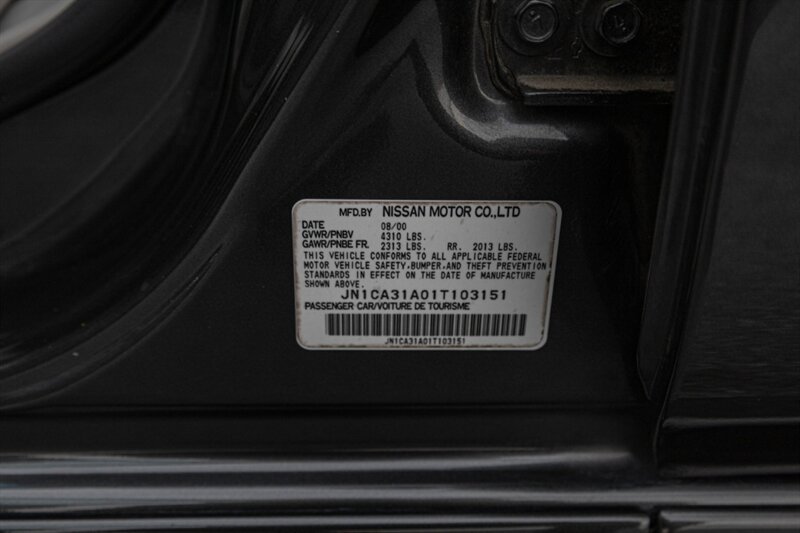 MFD.BY NISSAN MOTOR CO.,LTD
DATE 08/00
GVWR/PNBV 4310 LBS.
GAWR/PNBE FR. 2313 LBS. RR. 2013 LBS.
THIS VEHICLE CONFORMS TO ALL APPLICABLE FEDERAL
MOTOR VEHICLE SAFETY, BUMPER, AND THEFT PREVENTION
STANDARDS IN EFFECT ON THE DATE OF MANUFACTURE
SHOWN ABOVE.
JN1CA31A01T103151
PASSENGER CAR/VOITURE DE TOURISME
JN1CA31A01T103151